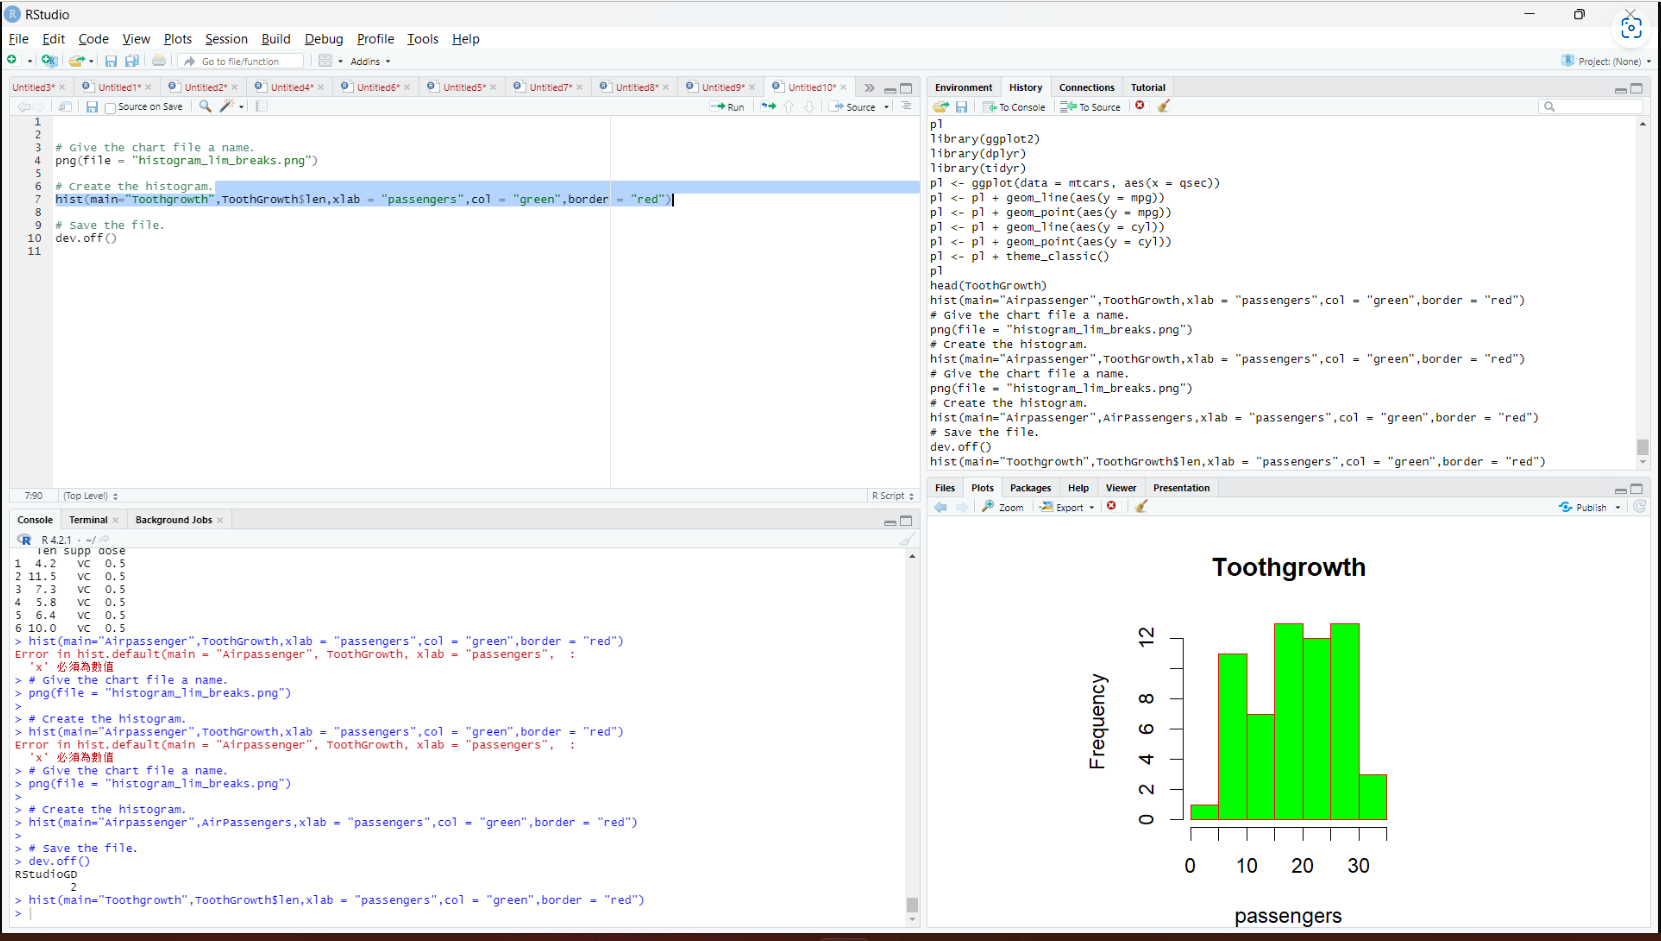 RStudio
File Edit Code View Plots Session Build Debug Profile Tools Help
Go to file/function Addins Project: (None)
Untitled3* Untitled1* Untitled2* Untitled4* Untitled6* Untitled5* Untitled7* Untitled8* Untitled9* Untitled10*
Source on Save Run Source
1
2
3 # Give the chart file a name.
4 png(file = "histogram_lim_breaks.png")
5
6 # Create the histogram.
7 hist(main="Toothgrowth",ToothGrowth$len,xlab = "passengers",col = "green",border = "red")
8
9 # Save the file.
10 dev.off()
11
7:90 (Top Level) R Script
Console Terminal Background Jobs
R 4.2.1 · ~/
len supp dose
1 4.2 VC 0.5
2 11.5 VC 0.5
3 7.3 VC 0.5
4 5.8 VC 0.5
5 6.4 VC 0.5
6 10.0 VC 0.5
> hist(main="Airpassenger",ToothGrowth,xlab = "passengers",col = "green",border = "red")
Error in hist.default(main = "Airpassenger", ToothGrowth, xlab = "passengers", :
'x' 必須為數值
> # Give the chart file a name.
> png(file = "histogram_lim_breaks.png")
>
> # Create the histogram.
> hist(main="Airpassenger",ToothGrowth,xlab = "passengers",col = "green",border = "red")
Error in hist.default(main = "Airpassenger", ToothGrowth, xlab = "passengers", :
'x' 必須為數值
> # Give the chart file a name.
> png(file = "histogram_lim_breaks.png")
>
> # Create the histogram.
> hist(main="Airpassenger",AirPassengers,xlab = "passengers",col = "green",border = "red")
>
> # Save the file.
> dev.off()
RStudioGD
2
> hist(main="Toothgrowth",ToothGrowth$len,xlab = "passengers",col = "green",border = "red")
>
Environment History Connections Tutorial
To Console To Source
pl
library(ggplot2)
library(dplyr)
library(tidyr)
pl <- ggplot(data = mtcars, aes(x = qsec))
pl <- pl + geom_line(aes(y = mpg))
pl <- pl + geom_point(aes(y = mpg))
pl <- pl + geom_line(aes(y = cyl))
pl <- pl + geom_point(aes(y = cyl))
pl <- pl + theme_classic()
pl
head(ToothGrowth)
hist(main="Airpassenger",ToothGrowth,xlab = "passengers",col = "green",border = "red")
# Give the chart file a name.
png(file = "histogram_lim_breaks.png")
# Create the histogram.
hist(main="Airpassenger",ToothGrowth,xlab = "passengers",col = "green",border = "red")
# Give the chart file a name.
png(file = "histogram_lim_breaks.png")
# Create the histogram.
hist(main="Airpassenger",AirPassengers,xlab = "passengers",col = "green",border = "red")
# Save the file.
dev.off()
hist(main="Toothgrowth",ToothGrowth$len,xlab = "passengers",col = "green",border = "red")
Files Plots Packages Help Viewer Presentation
Zoom Export Publish
Toothgrowth
Frequency
12
8
6
4
2
0
0 10 20 30
passengers